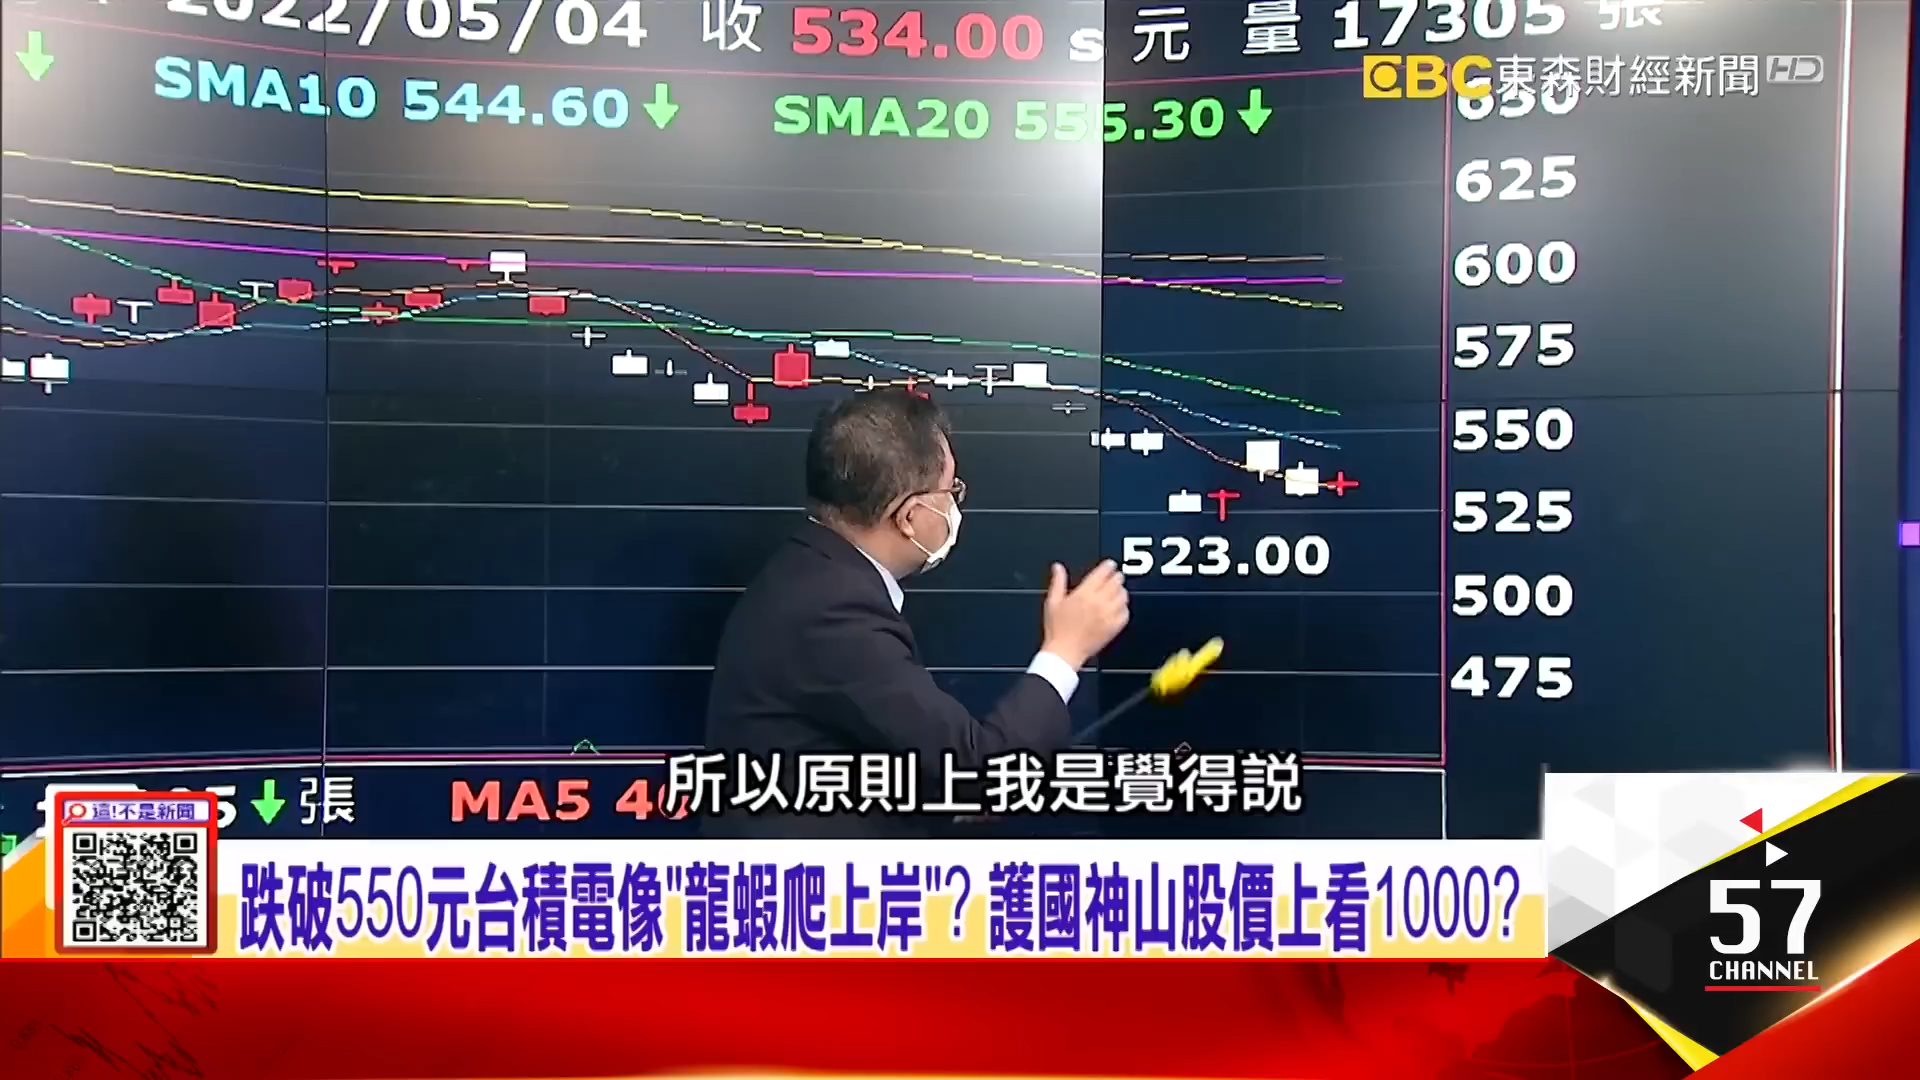 2022/05/04 收 534.00 s 元 量 17305 張
EBC 東森財經新聞 HD
SMA10 544.60 SMA20 555.30
650
625
600
575
550
525
523.00
500
475
張 MA5
所以原則上我是覺得説
這!不是新聞
跌破550元台積電像"龍蝦爬上岸"? 護國神山股價上看1000?
57
CHANNEL